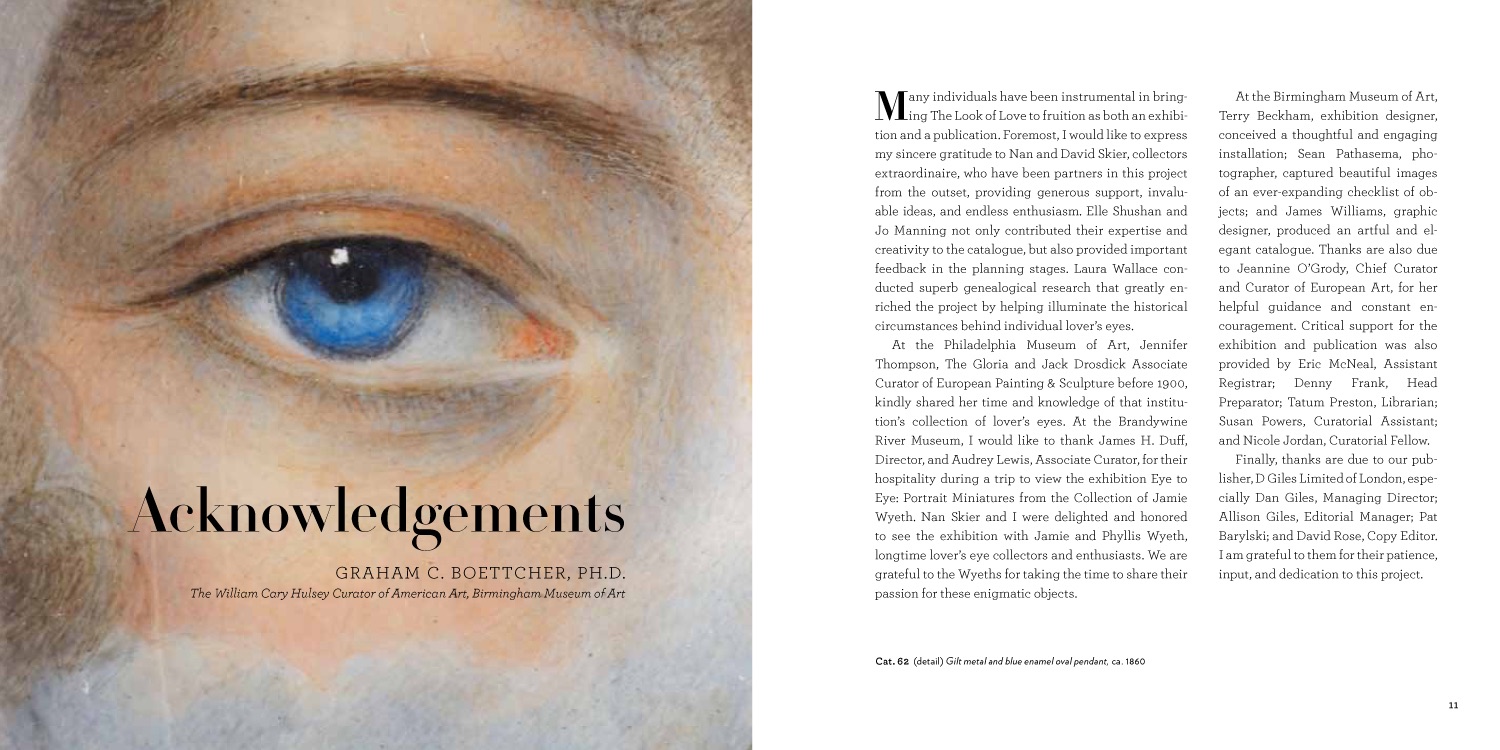 Acknowledgements
GRAHAM C. BOETTCHER, PH.D.
The William Cary Hulsey Curator of American Art, Birmingham Museum of Art
Many individuals have been instrumental in bring-
ing The Look of Love to fruition as both an exhibi-
tion and a publication. Foremost, I would like to express
my sincere gratitude to Nan and David Skier, collectors
extraordinaire, who have been partners in this project
from the outset, providing generous support, invalu-
able ideas, and endless enthusiasm. Elle Shushan and
Jo Manning not only contributed their expertise and
creativity to the catalogue, but also provided important
feedback in the planning stages. Laura Wallace con-
ducted superb genealogical research that greatly en-
riched the project by helping illuminate the historical
circumstances behind individual lover's eyes.
At the Philadelphia Museum of Art, Jennifer
Thompson, The Gloria and Jack Drosdick Associate
Curator of European Painting & Sculpture before 1900,
kindly shared her time and knowledge of that institu-
tion's collection of lover's eyes. At the Brandywine
River Museum, I would like to thank James H. Duff,
Director, and Audrey Lewis, Associate Curator, for their
hospitality during a trip to view the exhibition Eye to
Eye: Portrait Miniatures from the Collection of Jamie
Wyeth. Nan Skier and I were delighted and honored
to see the exhibition with Jamie and Phyllis Wyeth,
longtime lover's eye collectors and enthusiasts. We are
grateful to the Wyeths for taking the time to share their
passion for these enigmatic objects.
At the Birmingham Museum of Art,
Terry Beckham, exhibition designer,
conceived a thoughtful and engaging
installation; Sean Pathasema, pho-
tographer, captured beautiful images
of an ever-expanding checklist of ob-
jects; and James Williams, graphic
designer, produced an artful and el-
egant catalogue. Thanks are also due
to Jeannine O'Grody, Chief Curator
and Curator of European Art, for her
helpful guidance and constant en-
couragement. Critical support for the
exhibition and publication was also
provided by Eric McNeal, Assistant
Registrar; Denny Frank, Head
Preparator; Tatum Preston, Librarian;
Susan Powers, Curatorial Assistant;
and Nicole Jordan, Curatorial Fellow.
Finally, thanks are due to our pub-
lisher, D Giles Limited of London, espe-
cially Dan Giles, Managing Director;
Allison Giles, Editorial Manager; Pat
Barylski; and David Rose, Copy Editor.
I am grateful to them for their patience,
input, and dedication to this project.
Cat. 62 (detail) Gilt metal and blue enamel oval pendant, ca. 1860
11